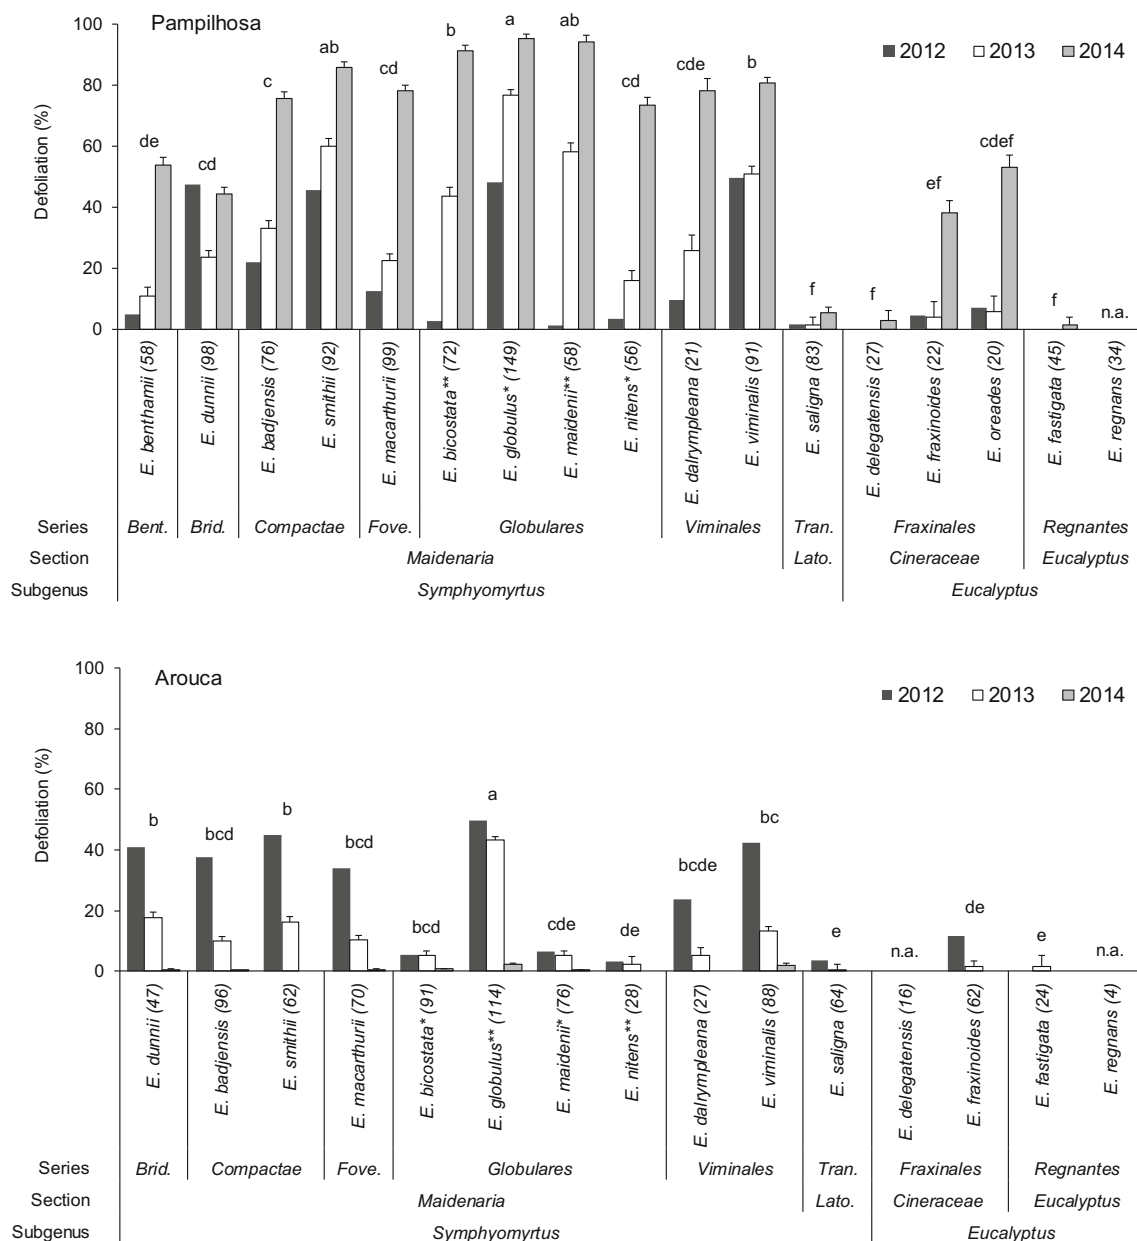 Pampilhosa
2012 2013 2014
Defoliation (%)
100
80
60
40
20
0
de cd c ab cd b a ab cd cde b f f ef cdef f n.a.
E. benthamii (58)
E. dunnii (98)
E. badjensis (76)
E. smithii (92)
E. macarthurii (99)
E. bicostata** (72)
E. globulus* (149)
E. maidenii** (58)
E. nitens* (56)
E. dalrympleana (21)
E. viminalis (91)
E. saligna (83)
E. delegatensis (27)
E. fraxinoides (22)
E. oreades (20)
E. fastigata (45)
E. regnans (34)
Series Bent. Brid. Compactae Fove. Globulares Viminales Tran. Fraxinales Regnantes
Section Maidenaria Lato. Cineraceae Eucalyptus
Subgenus Symphyomyrtus Eucalyptus
Arouca
2012 2013 2014
Defoliation (%)
100
80
60
40
20
0
b bcd b bcd bcd a cde de bcde bc e n.a. de e n.a.
E. dunnii (47)
E. badjensis (96)
E. smithii (62)
E. macarthurii (70)
E. bicostata* (91)
E. globulus** (114)
E. maidenii* (76)
E. nitens** (28)
E. dalrympleana (27)
E. viminalis (88)
E. saligna (64)
E. delegatensis (16)
E. fraxinoides (62)
E. fastigata (24)
E. regnans (4)
Series Brid. Compactae Fove. Globulares Viminales Tran. Fraxinales Regnantes
Section Maidenaria Lato. Cineraceae Eucalyptus
Subgenus Symphyomyrtus Eucalyptus